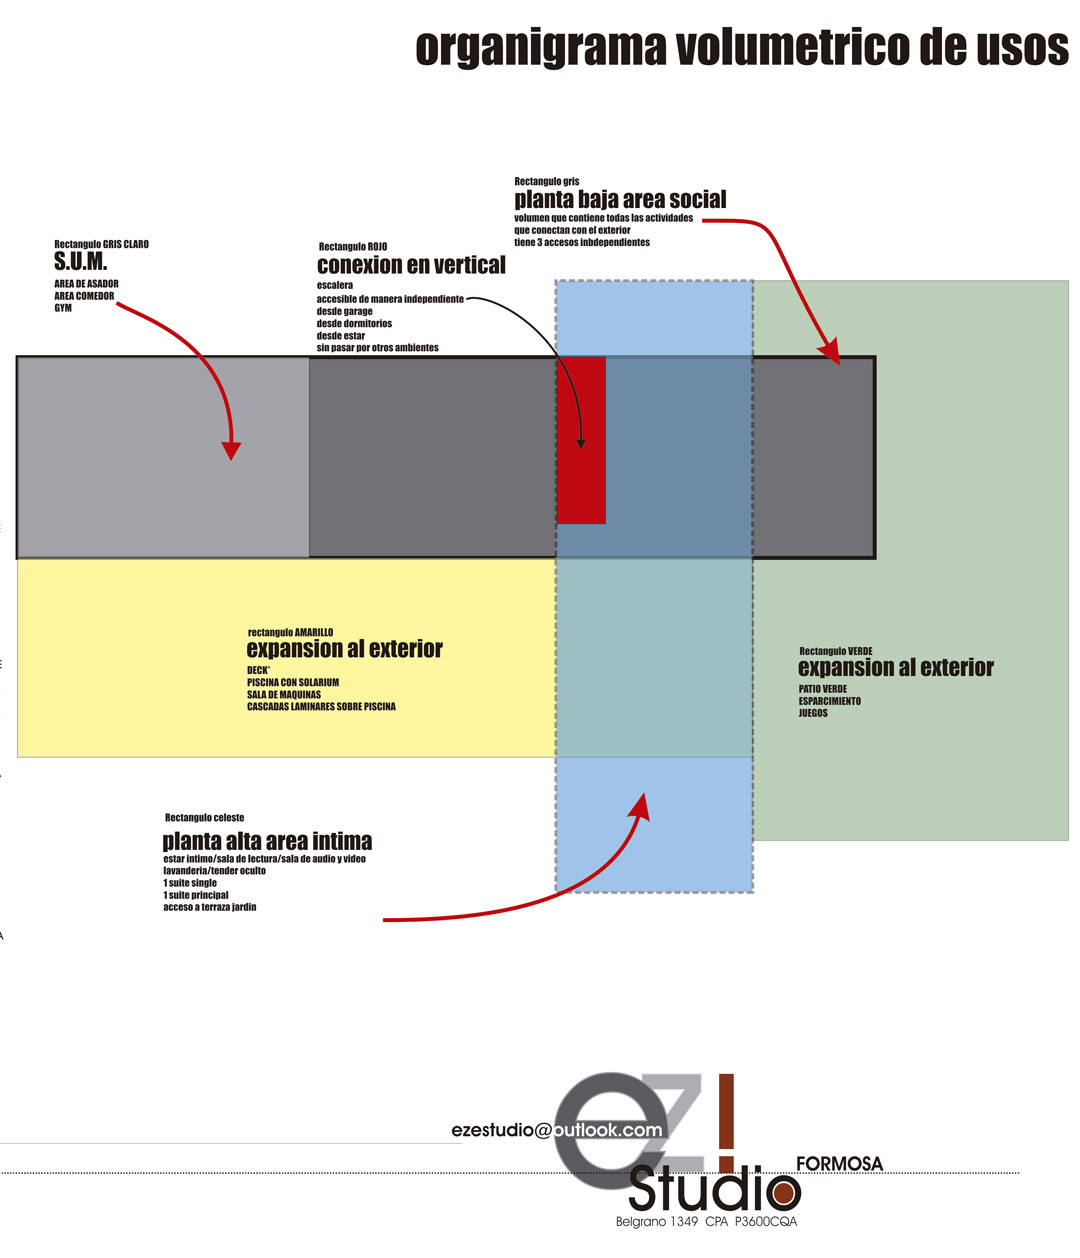 organigrama volumetrico de usos
Rectangulo gris
planta baja area social
volumen que contiene todas las actividades
que conectan con el exterior
tiene 3 accesos inbdependientes
Rectangulo GRIS CLARO
S.U.M.
AREA DE ASADOR
AREA COMEDOR
GYM
Rectangulo ROJO
conexion en vertical
escalera
accesible de manera independiente
desde garage
desde dormitorios
desde estar
sin pasar por otros ambientes
rectangulo AMARILLO
expansion al exterior
DECK*
PISCINA CON SOLARIUM
SALA DE MAQUINAS
CASCADAS LAMINARES SOBRE PISCINA
Rectangulo VERDE
expansion al exterior
PATIO VERDE
ESPARCIMIENTO
JUEGOS
Rectangulo celeste
planta alta area intima
estar intimo/sala de lectura/sala de audio y video
lavanderia/tender oculto
1 suite single
1 suite principal
acceso a terraza jardin
ez!
ezestudio@outlook.com
Studio
FORMOSA
Belgrano 1349 CPA P3600CQA